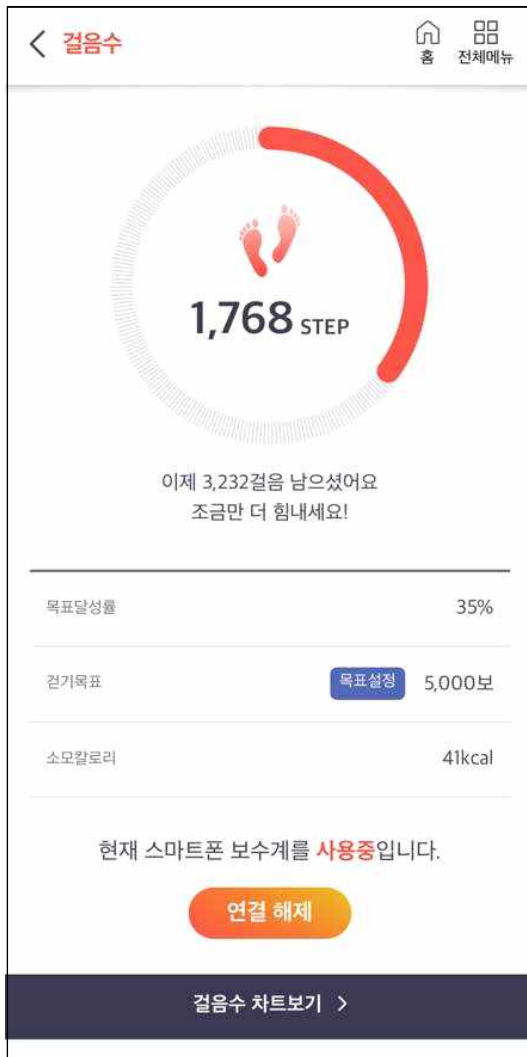 걸음수
홈 전체메뉴
1,768 STEP
이제 3,232걸음 남으셨어요
조금만 더 힘내세요!
목표달성률 35%
걷기목표 목표설정 5,000보
소모칼로리 41kcal
현재 스마트폰 보수계를 사용중입니다.
연결 해제
걸음수 차트보기 >